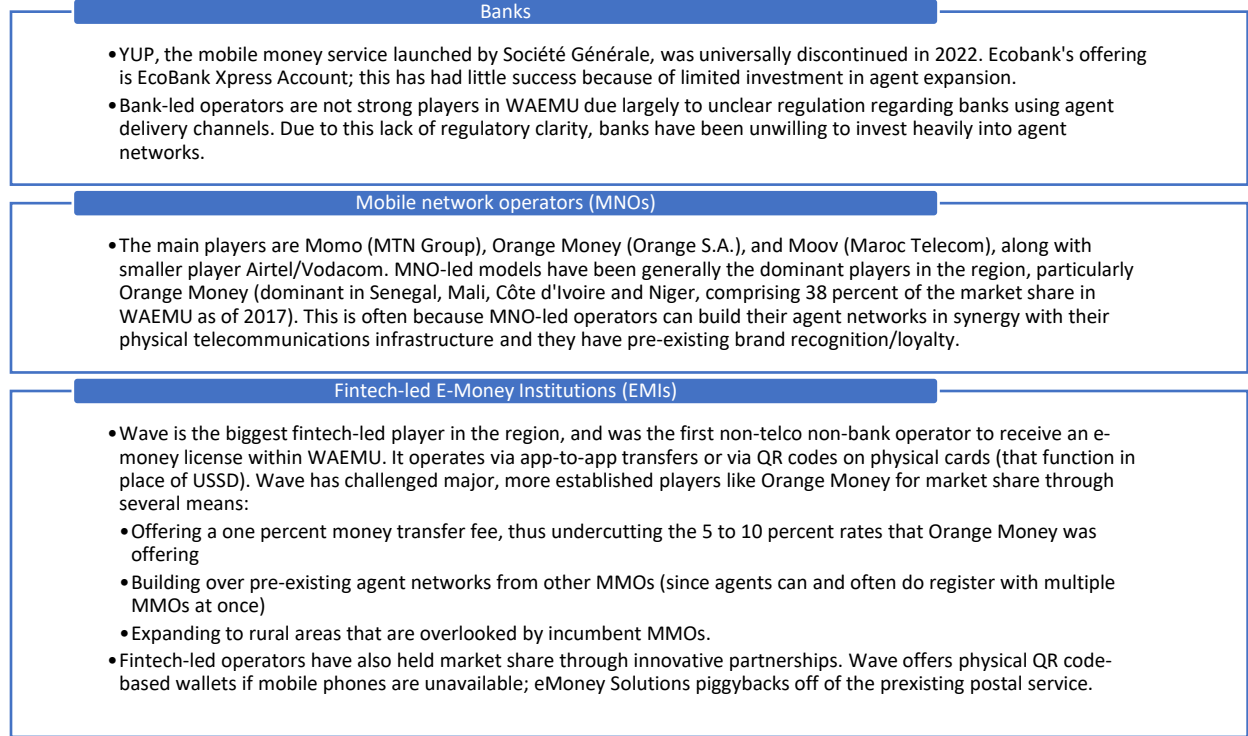 Banks
•YUP, the mobile money service launched by Société Générale, was universally discontinued in 2022. Ecobank's offering
is EcoBank Xpress Account; this has had little success because of limited investment in agent expansion.
•Bank-led operators are not strong players in WAEMU due largely to unclear regulation regarding banks using agent
delivery channels. Due to this lack of regulatory clarity, banks have been unwilling to invest heavily into agent
networks.
Mobile network operators (MNOs)
•The main players are Momo (MTN Group), Orange Money (Orange S.A.), and Moov (Maroc Telecom), along with
smaller player Airtel/Vodacom. MNO-led models have been generally the dominant players in the region, particularly
Orange Money (dominant in Senegal, Mali, Côte d'Ivoire and Niger, comprising 38 percent of the market share in
WAEMU as of 2017). This is often because MNO-led operators can build their agent networks in synergy with their
physical telecommunications infrastructure and they have pre-existing brand recognition/loyalty.
Fintech-led E-Money Institutions (EMIs)
•Wave is the biggest fintech-led player in the region, and was the first non-telco non-bank operator to receive an e-
money license within WAEMU. It operates via app-to-app transfers or via QR codes on physical cards (that function in
place of USSD). Wave has challenged major, more established players like Orange Money for market share through
several means:
•Offering a one percent money transfer fee, thus undercutting the 5 to 10 percent rates that Orange Money was
offering
•Building over pre-existing agent networks from other MMOs (since agents can and often do register with multiple
MMOs at once)
•Expanding to rural areas that are overlooked by incumbent MMOs.
•Fintech-led operators have also held market share through innovative partnerships. Wave offers physical QR code-
based wallets if mobile phones are unavailable; eMoney Solutions piggybacks off of the prexisting postal service.